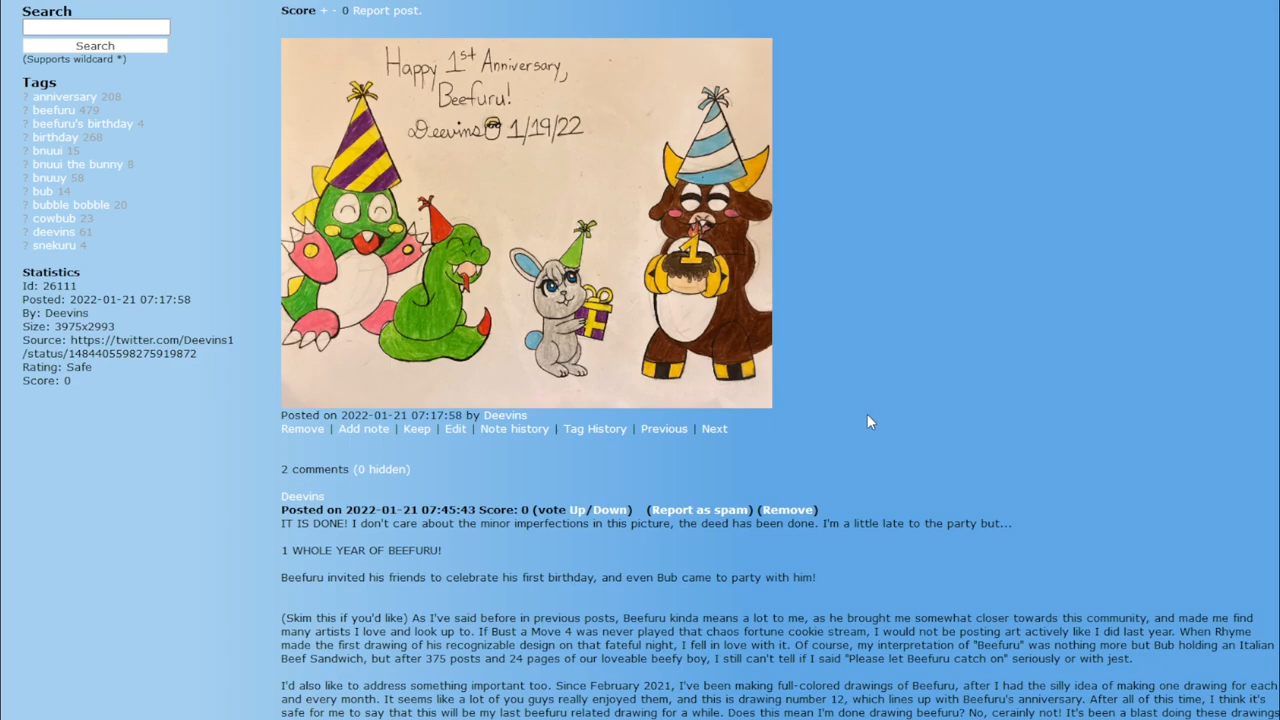 Search
Search
(Supports wildcard *)
Tags
? anniversary 208
? beefuru 479
? beefuru's birthday 4
? birthday 268
? bnuui 15
? bnuui the bunny 8
? bnuuy 58
? bub 14
? bubble bobble 20
? cowbub 23
? deevins 61
? snekuru 4
Statistics
Id: 26111
Posted: 2022-01-21 07:17:58
By: Deevins
Size: 3975x2993
Source: https://twitter.com/Deevins1
/status/1484405598275919872
Rating: Safe
Score: 0
Score + - 0 Report post.
Happy 1st Anniversary,
Beefuru!
Deevins 1/19/22
1
Posted on 2022-01-21 07:17:58 by Deevins
Remove | Add note | Keep | Edit | Note history | Tag History | Previous | Next
2 comments (0 hidden)
Deevins
Posted on 2022-01-21 07:45:43 Score: 0 (vote Up/Down) (Report as spam) (Remove)
IT IS DONE! I don't care about the minor imperfections in this picture, the deed has been done. I'm a little late to the party but...
1 WHOLE YEAR OF BEEFURU!
Beefuru invited his friends to celebrate his first birthday, and even Bub came to party with him!
(Skim this if you'd like) As I've said before in previous posts, Beefuru kinda means a lot to me, as he brought me somewhat closer towards this community, and made me find
many artists I love and look up to. If Bust a Move 4 was never played that chaos fortune cookie stream, I would not be posting art actively like I did last year. When Rhyme
made the first drawing of his recognizable design on that fateful night, I fell in love with it. Of course, my interpretation of "Beefuru" was nothing more but Bub holding an Italian
Beef Sandwich, but after 375 posts and 24 pages of our loveable beefy boy, I still can't tell if I said "Please let Beefuru catch on" seriously or with jest.
I'd also like to address something important too. Since February 2021, I've been making full-colored drawings of Beefuru, after I had the silly idea of making one drawing for each
and every month. It seems like a lot of you guys really enjoyed them, and this is drawing number 12, which lines up with Beefuru's anniversary. After all of this time, I think it's
safe for me to say that this will be my last beefuru related drawing for a while. Does this mean I'm done drawing beefuru? No, cerainly not! It's been a blast doing these drawings